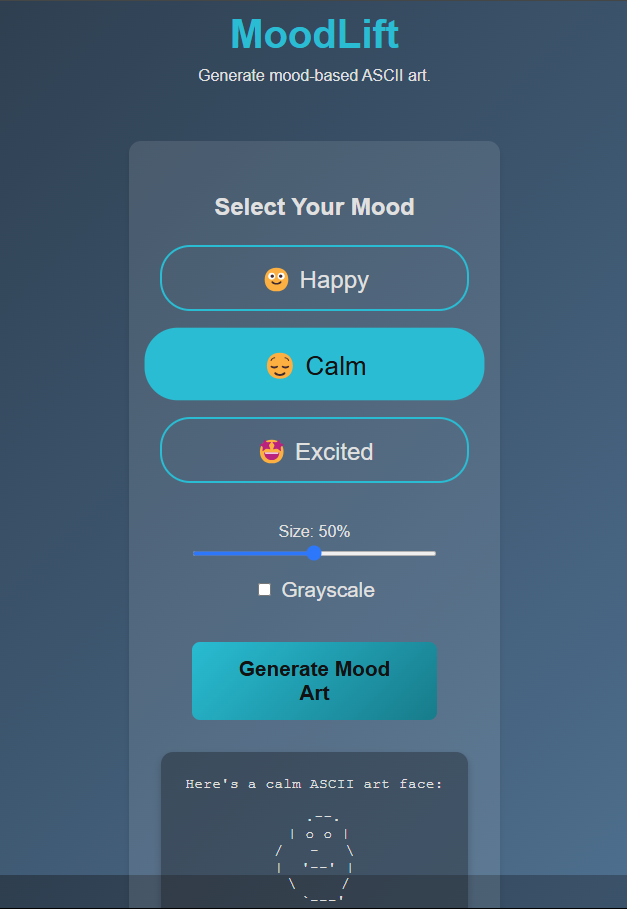 MoodLift
Generate mood-based ASCII art.
Select Your Mood
Happy
Calm
Excited
Size: 50%
Grayscale
Generate Mood
Art
Here's a calm ASCII art face:
.--.
| o o |
/   -   \
|  '--' |
\      /
`---'